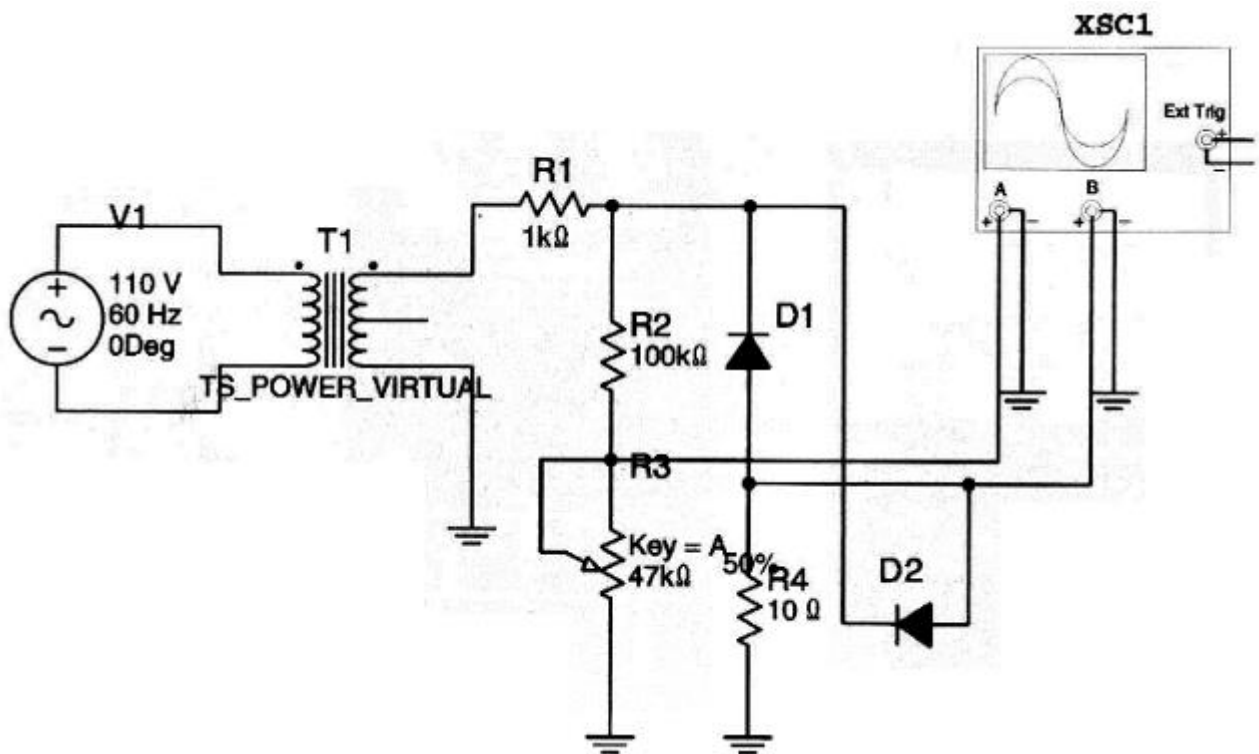 XSC1
Ext Trig
+
-
A
B
+
-
+
-
R1
1kΩ
V1
T1
+
110 V
60 Hz
0Deg
-
TS_POWER_VIRTUAL
R2
100kΩ
D1
R3
Key = A
50%
47kΩ
R4
10 Ω
D2